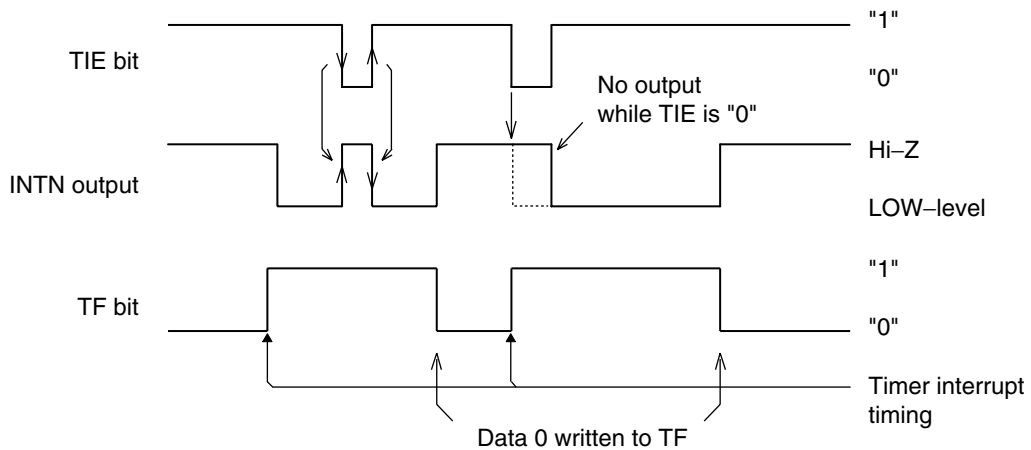 "1"
TIE bit
"0"
No output
while TIE is "0"
Hi–Z
INTN output
LOW–level
"1"
TF bit
"0"
Timer interrupt
timing
Data 0 written to TF